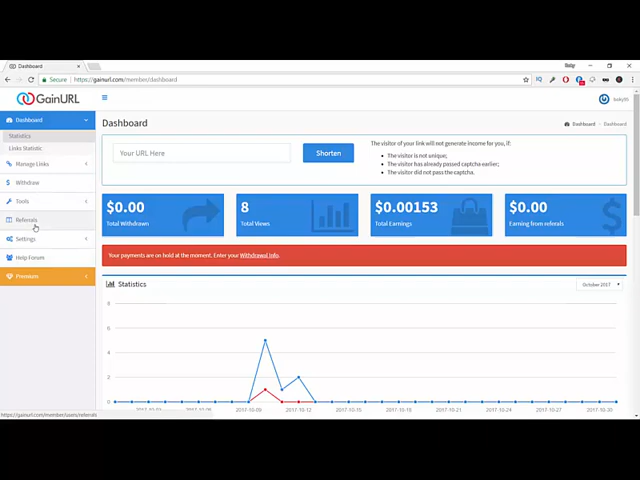 Dashboard
Secure
https://gainurl.com/member/dashboard
GainURL
Dashboard
Statistics
Links Statistic
Manage Links
Withdraw
Tools
Referrals
Settings
Help Forum
Premium
Dashboard
Dashboard › Dashboard
Your URL Here
Shorten
The visitor of your link will not generate income for you, if:
The visitor is not unique;
The visitor has already passed captcha earlier;
The visitor did not pass the captcha.
$0.00
Total Withdrawn
8
Total Views
$0.00153
Total Earnings
$0.00
Earning from referrals
Your payments are on hold at the moment. Enter your Withdrawal Info.
Statistics
October 2017
8
6
4
2
0
2017-10-09
2017-10-12
2017-10-15
2017-10-18
2017-10-21
2017-10-24
2017-10-27
2017-10-30
https://gainurl.com/member/users/referrals